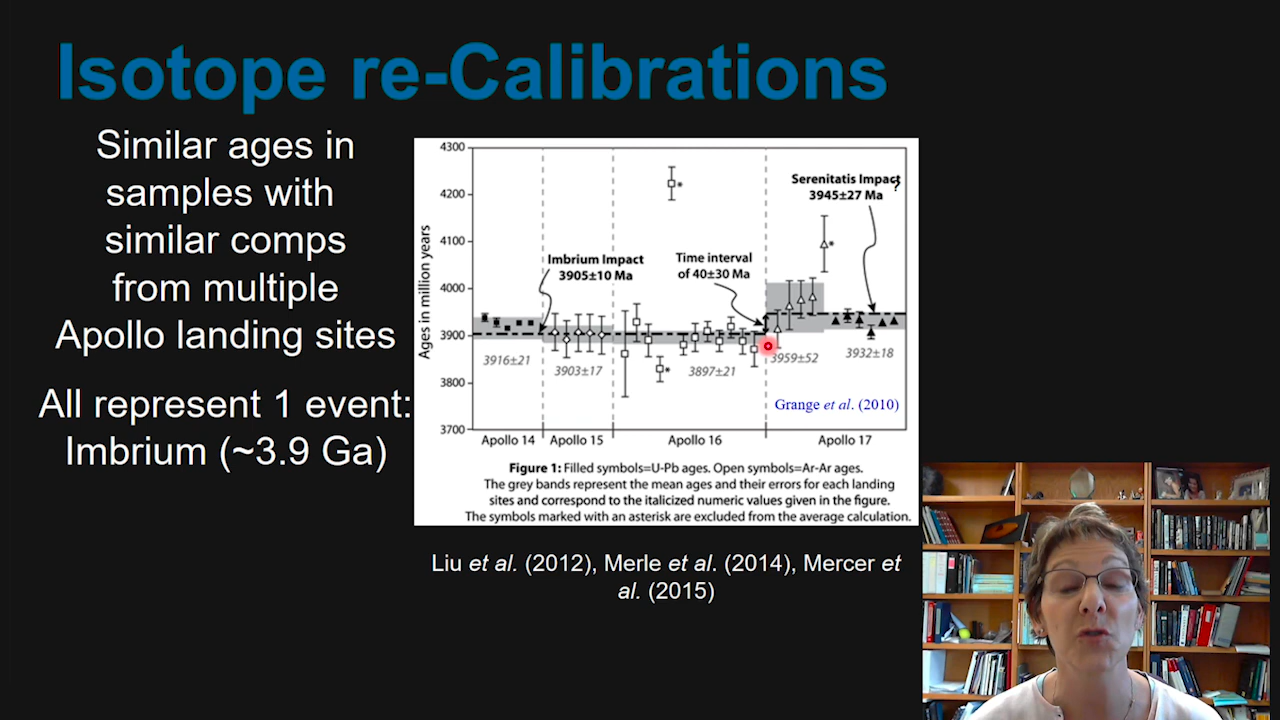 Isotope re-Calibrations
Similar ages in
samples with
similar comps
from multiple
Apollo landing sites
All represent 1 event:
Imbrium (~3.9 Ga)
Ages in million years
4300
4200
4100
4000
3900
3800
3700
Serenitatis Impact
?
3945±27 Ma
Imbrium Impact
3905±10 Ma
Time interval
of 40±30 Ma
*
*
*
3916±21
3903±17
3897±21
3959±52
3932±18
Grange et al. (2010)
Apollo 14
Apollo 15
Apollo 16
Apollo 17
Figure 1: Filled symbols=U-Pb ages. Open symbols=Ar-Ar ages.
The grey bands represent the mean ages and their errors for each landing
sites and correspond to the italicized numeric values given in the figure.
The symbols marked with an asterisk are excluded from the average calculation.
Liu et al. (2012), Merle et al. (2014), Mercer et
al. (2015)